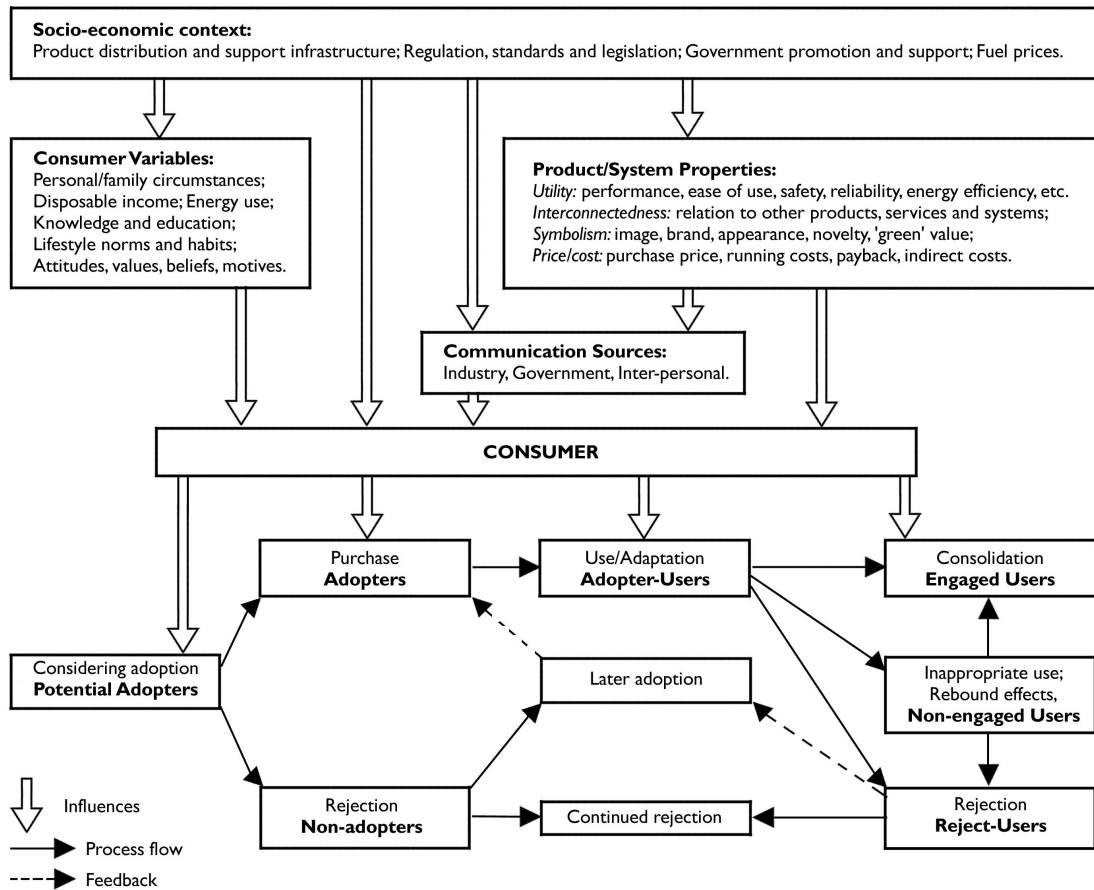 Socio-economic context:
Product distribution and support infrastructure; Regulation, standards and legislation; Government promotion and support; Fuel prices.
Consumer Variables:
Personal/family circumstances;
Disposable income; Energy use;
Knowledge and education;
Lifestyle norms and habits;
Attitudes, values, beliefs, motives.
Product/System Properties:
Utility: performance, ease of use, safety, reliability, energy efficiency, etc.
Interconnectedness: relation to other products, services and systems;
Symbolism: image, brand, appearance, novelty, 'green' value;
Price/cost: purchase price, running costs, payback, indirect costs.
Communication Sources:
Industry, Government, Inter-personal.
CONSUMER
Purchase
Adopters
Use/Adaptation
Adopter-Users
Consolidation
Engaged Users
Considering adoption
Potential Adopters
Later adoption
Inappropriate use;
Rebound effects,
Non-engaged Users
Rejection
Non-adopters
Continued rejection
Rejection
Reject-Users
Influences
Process flow
Feedback